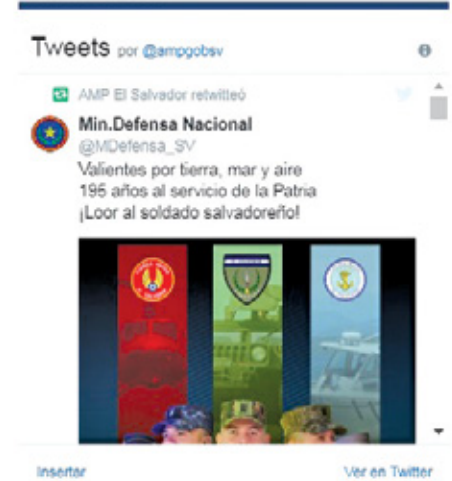 Tweets por @ampgobsv
AMP El Salvador retwitteó
Min.Defensa Nacional
@MDefensa_SV
Valientes por tierra, mar y aire
195 años al servicio de la Patria
¡Loor al soldado salvadoreño!
Insertar
Ver en Twitter